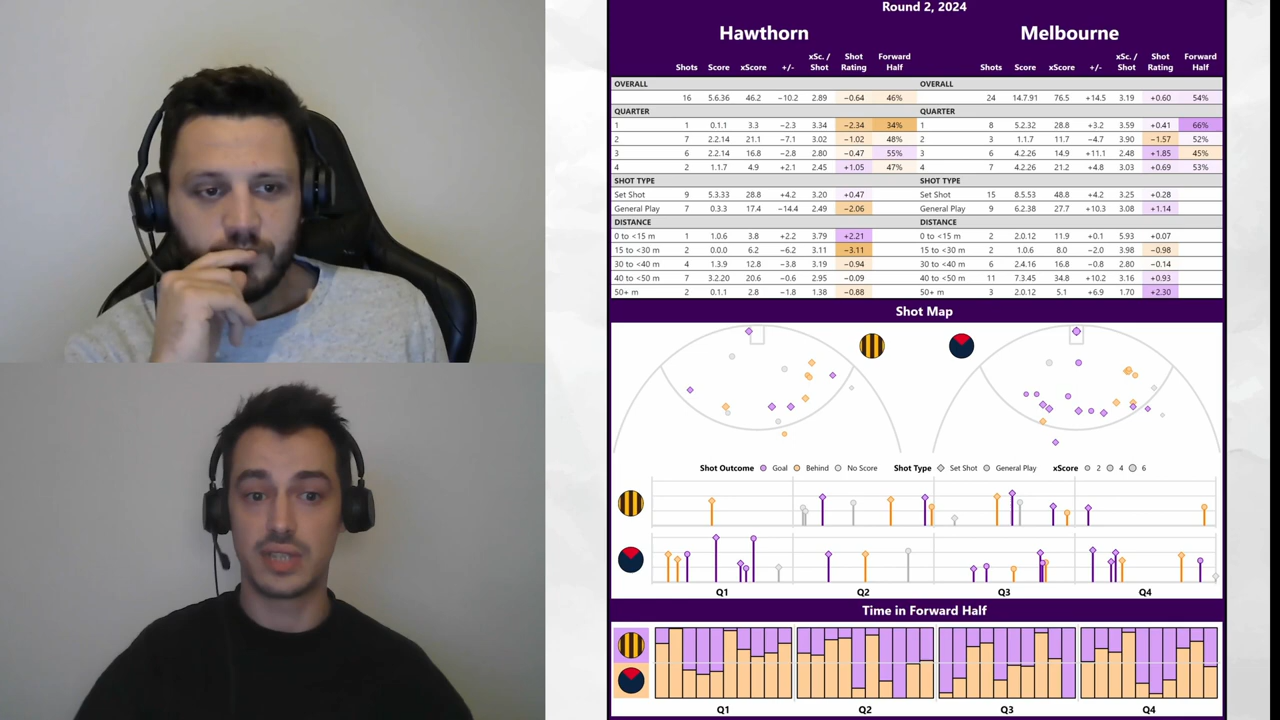 Round 2, 2024
Hawthorn Melbourne
Shots Score xScore +/- xSc. / Shot Shot Rating Forward Half Shots Score xScore +/- xSc. / Shot Shot Rating Forward Half
OVERALL OVERALL
16 5.6.36 46.2 −10.2 2.89 −0.64 46% 24 14.7.91 76.5 +14.5 3.19 +0.60 54%
QUARTER QUARTER
1 1 0.1.1 3.3 −2.3 3.34 −2.34 34% 1 8 5.2.32 28.8 +3.2 3.59 +0.41 66%
2 7 2.2.14 21.1 −7.1 3.02 −1.02 48% 2 3 1.1.7 11.7 −4.7 3.90 −1.57 52%
3 6 2.2.14 16.8 −2.8 2.80 −0.47 55% 3 6 4.2.26 14.9 +11.1 2.48 +1.85 45%
4 2 1.1.7 4.9 +2.1 2.45 +1.05 47% 4 7 4.2.26 21.2 +4.8 3.03 +0.69 53%
SHOT TYPE SHOT TYPE
Set Shot 9 5.3.33 28.8 +4.2 3.20 +0.47 Set Shot 15 8.5.53 48.8 +4.2 3.25 +0.28
General Play 7 0.3.3 17.4 −14.4 2.49 −2.06 General Play 9 6.2.38 27.7 +10.3 3.08 +1.14
DISTANCE DISTANCE
0 to <15 m 1 1.0.6 3.8 +2.2 3.79 +2.21 0 to <15 m 2 2.0.12 11.9 +0.1 5.93 +0.07
15 to <30 m 2 0.0.0 6.2 −6.2 3.11 −3.11 15 to <30 m 2 1.0.6 8.0 −2.0 3.98 −0.98
30 to <40 m 4 1.3.9 12.8 −3.8 3.19 −0.94 30 to <40 m 6 2.4.16 16.8 −0.8 2.80 −0.14
40 to <50 m 7 3.2.20 20.6 −0.6 2.95 −0.09 40 to <50 m 11 7.3.45 34.8 +10.2 3.16 +0.93
50+ m 2 0.1.1 2.8 −1.8 1.38 −0.88 50+ m 3 2.0.12 5.1 +6.9 1.70 +2.30
Shot Map
Shot Outcome Goal Behind No Score Shot Type Set Shot General Play xScore 2 4 6
Q1 Q2 Q3 Q4
Time in Forward Half
Q1 Q2 Q3 Q4